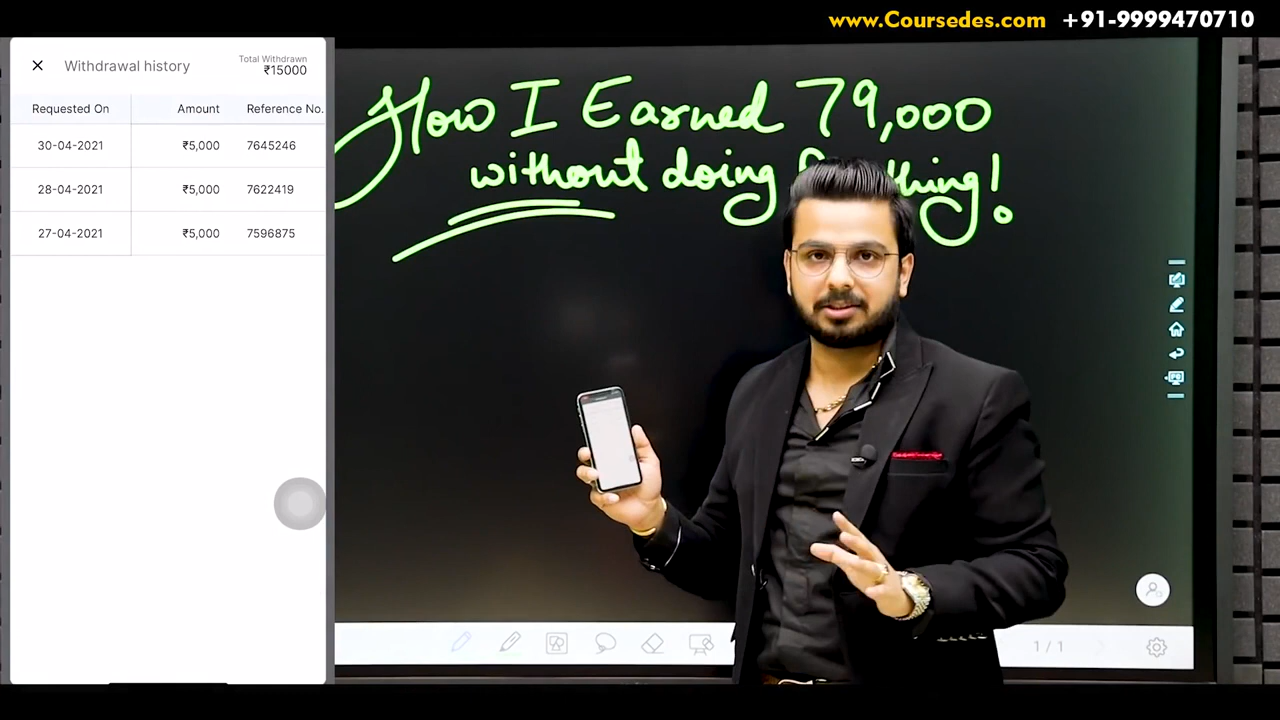 www.Coursedes.com +91-9999470710
Withdrawal history
Total Withdrawn
₹15000
Requested On Amount Reference No.
30-04-2021 ₹5,000 7645246
28-04-2021 ₹5,000 7622419
27-04-2021 ₹5,000 7596875
How I Earned 79,000
without doing thing!
1 / 1